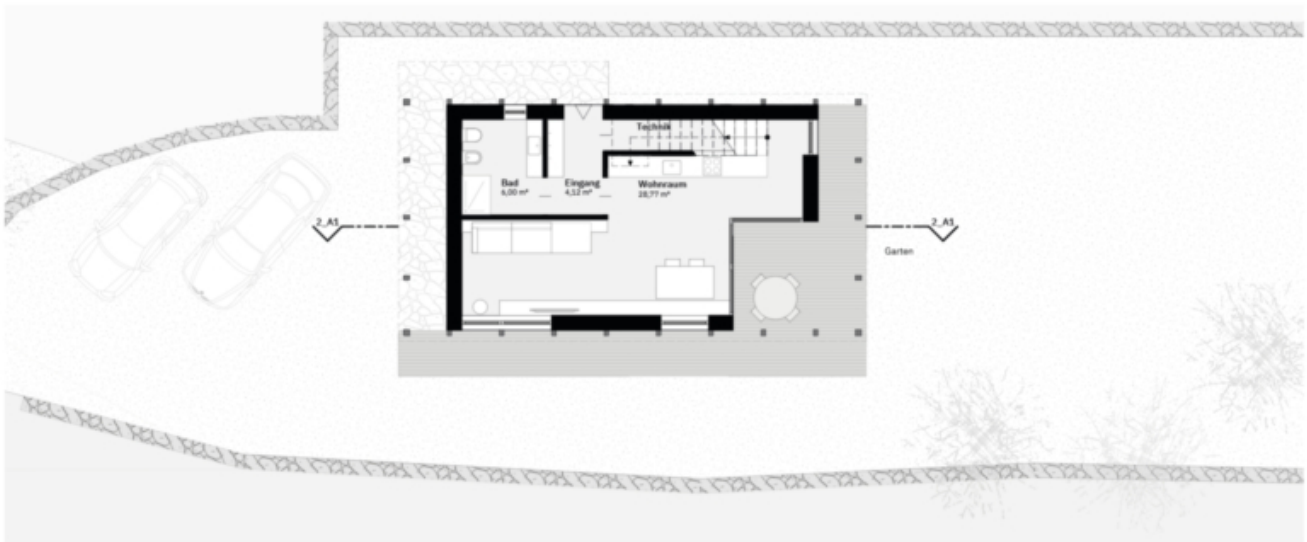 Technik
Bad
6,00 m²
Eingang
4,12 m²
Wohnraum
28,77 m²
2_A1
2_A1
Garten